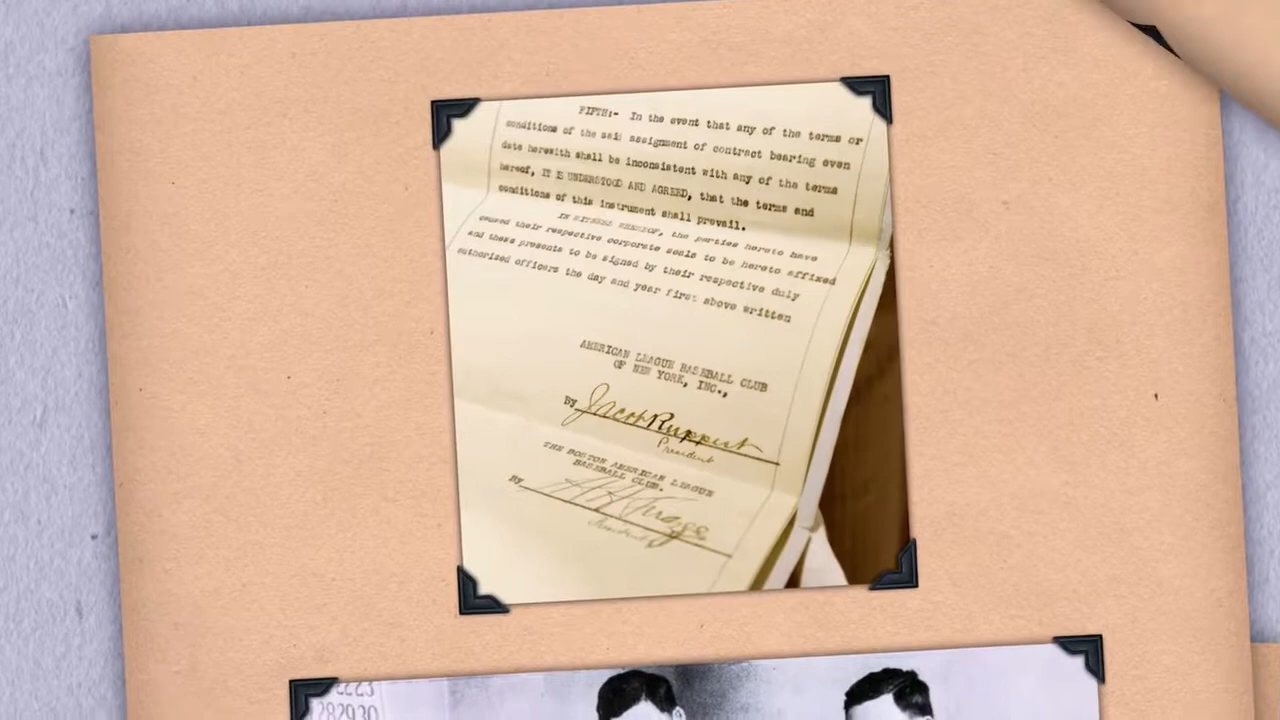 FIFTH:- In the event that any of the terms or
conditions of the said assignment of contract bearing even
date herewith shall be inconsistent with any of the terms
hereof, IT IS UNDERSTOOD AND AGREED, that the terms and
conditions of this instrument shall prevail.
IN WITNESS WHEREOF, the parties hereto have
caused their respective corporate seals to be hereto affixed
and these presents to be signed by their respective duly
authorized officers the day and year first above written
AMERICAN LEAGUE BASEBALL CLUB
OF NEW YORK, INC.,
By Jacob Ruppert
President
THE BOSTON AMERICAN LEAGUE
BASEBALL CLUB.
By H H Frazee
President
2223
282930